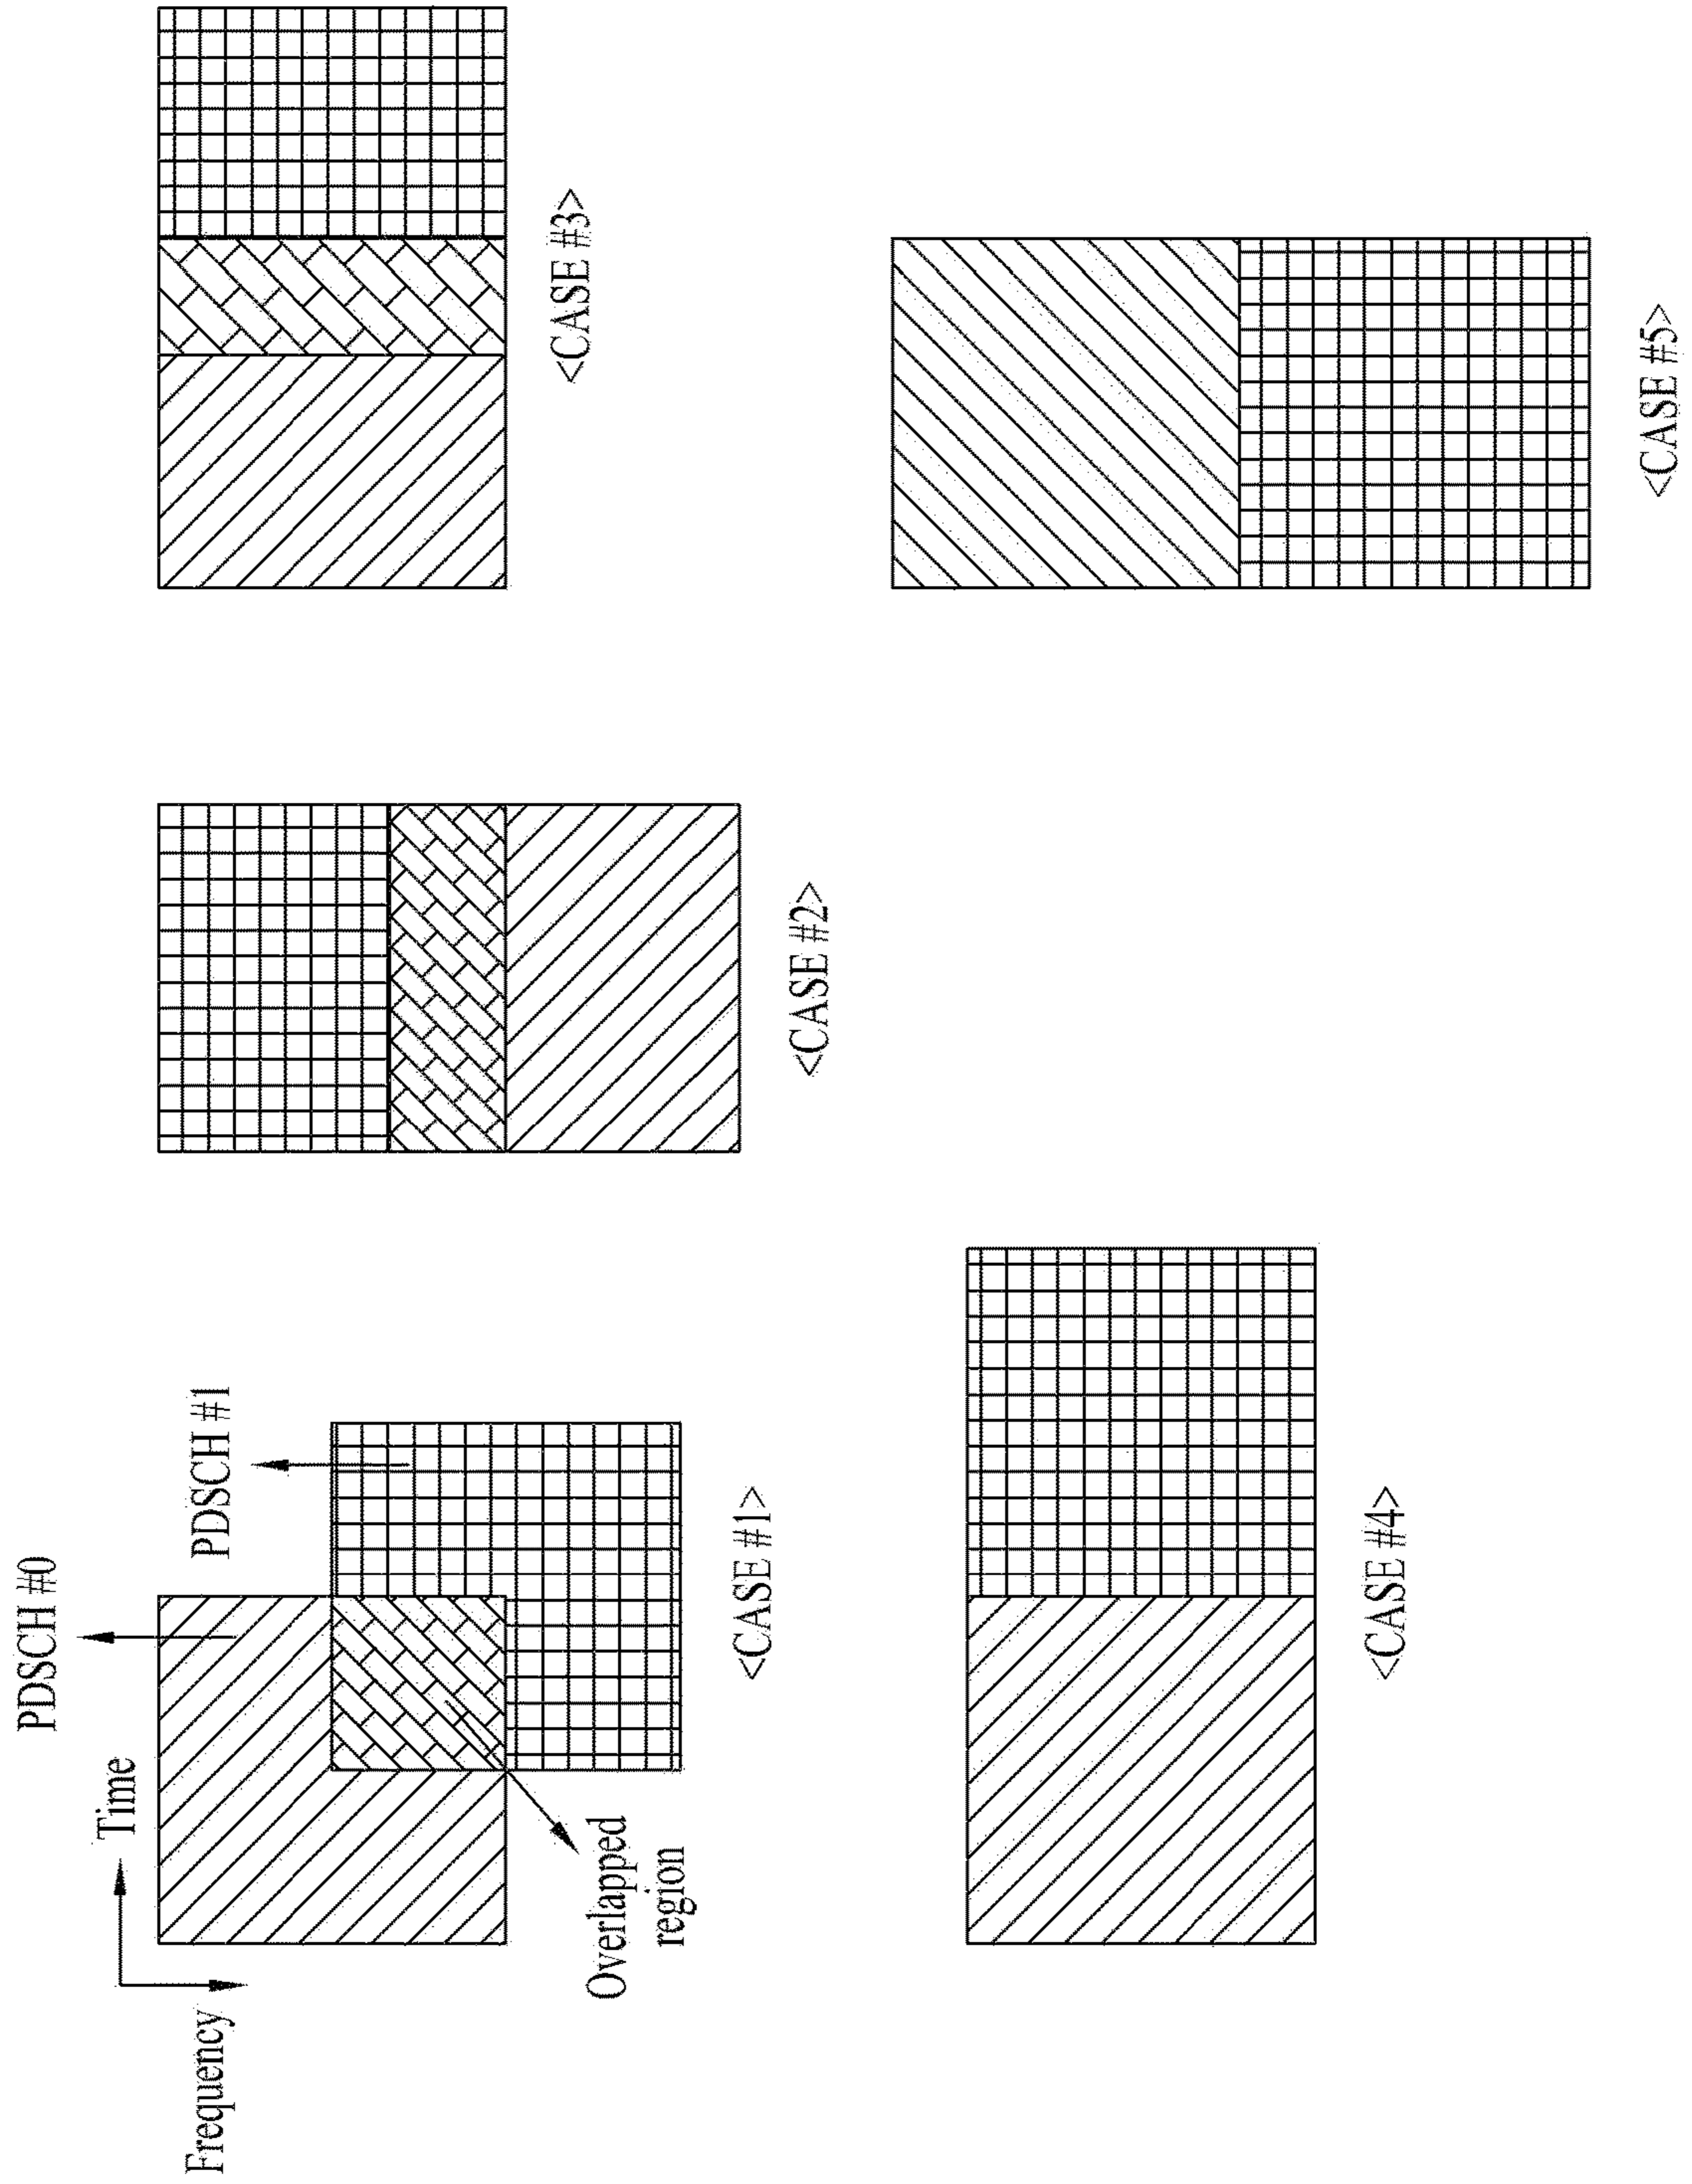 PDSCH #0
Time
Frequency
PDSCH #1
Overlapped
region
<CASE #1>
<CASE #2>
<CASE #3>
<CASE #4>
<CASE #5>